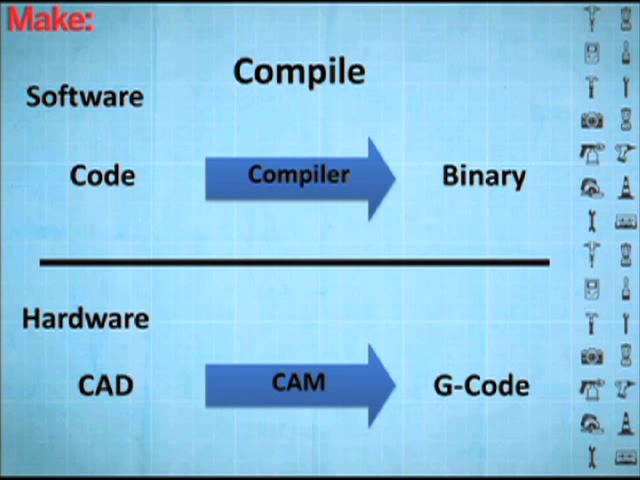 Make:
Compile
Software
Code Compiler Binary
Hardware
CAD CAM G-Code